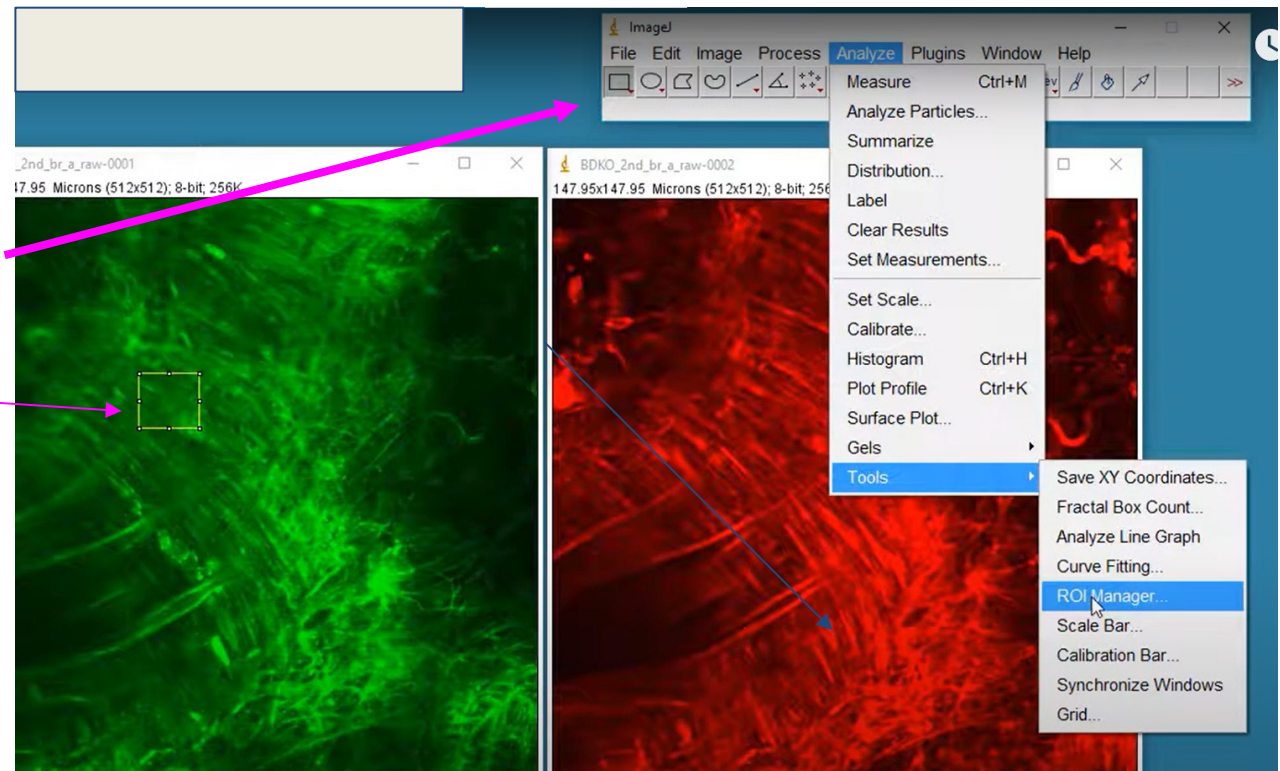 ImageJ
File Edit Image Process Analyze Plugins Window Help
>>
Measure Ctrl+M
Analyze Particles...
Summarize
Distribution...
Label
Clear Results
Set Measurements...
Set Scale...
Calibrate...
Histogram Ctrl+H
Plot Profile Ctrl+K
Surface Plot...
Gels
Tools
Save XY Coordinates...
Fractal Box Count...
Analyze Line Graph
Curve Fitting...
ROI Manager...
Scale Bar...
Calibration Bar...
Synchronize Windows
Grid...
_2nd_br_a_raw-0001
47.95 Microns (512x512); 8-bit; 256K
BDKO_2nd_br_a_raw-0002
147.95x147.95 Microns (512x512); 8-bit; 256